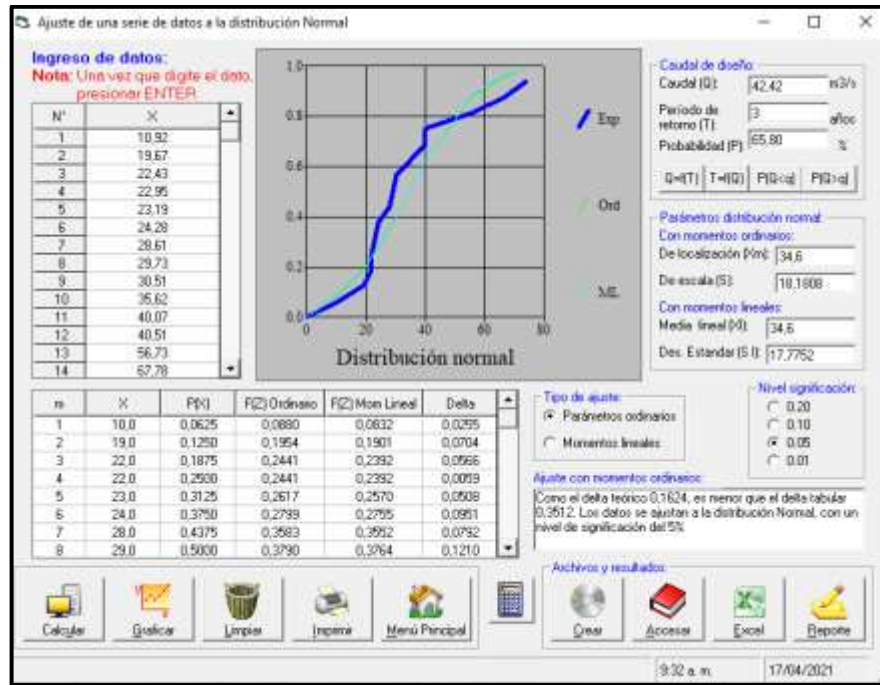 Ajuste de una serie de datos a la distribución Normal
Ingreso de datos:
Nota: Una vez que digite el dato, presionar ENTER
N° X
1 10,92
2 19,67
3 22,43
4 22,95
5 23,19
6 24,28
7 28,61
8 29,73
9 30,51
10 35,62
11 40,07
12 40,51
13 56,73
14 67,78
1.0
0.8
0.6
0.4
0.2
0.0
0 20 40 60 80
Distribución normal
Exp
Ord
ML
Caudal de diseño
Caudal (Q): 42,42 m3/s
Período de retorno (T): 3 años
Probabilidad (P): 65,80 %
Q=f(T) T=f(Q) P(Q<q) P(Q>q)
Parámetros distribución normal:
Con momentos ordinarios:
De localización (Xm): 34,6
De escala (S): 18,1808
Con momentos lineales:
Media lineal (Xl): 34,6
Des. Estandar (S l): 17,7752
m X P(X) F(Z) Ordinario F(Z) Mom Lineal Delta
1 10,0 0,0625 0,0880 0,0832 0,0255
2 19,0 0,1250 0,1954 0,1901 0,0704
3 22,0 0,1875 0,2441 0,2392 0,0566
4 22,0 0,2500 0,2441 0,2392 0,0059
5 23,0 0,3125 0,2617 0,2570 0,0508
6 24,0 0,3750 0,2799 0,2755 0,0951
7 28,0 0,4375 0,3583 0,3552 0,0792
8 29,0 0,5000 0,3790 0,3764 0,1210
Tipo de ajuste:
Parámetros ordinarios
Momentos lineales
Nivel significación:
0.20
0.10
0.05
0.01
Ajuste con momentos ordinarios:
Como el delta teórico 0,1624, es menor que el delta tabular
0,3512. Los datos se ajustan a la distribución Normal, con un
nivel de significación del 5%
Calcular
Graficar
Limpiar
Imprimir
Menú Principal
Archivos y resultados:
Crear
Accesar
Excel
Reporte
9:32 a. m. 17/04/2021